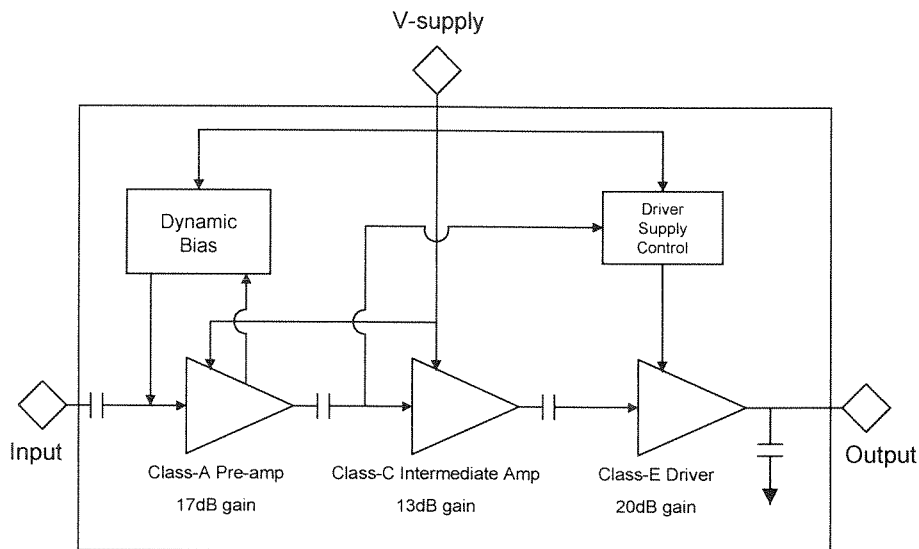 V-supply
Dynamic
Bias
Driver
Supply
Control
Input
Output
Class-A Pre-amp
17dB gain
Class-C Intermediate Amp
13dB gain
Class-E Driver
20dB gain